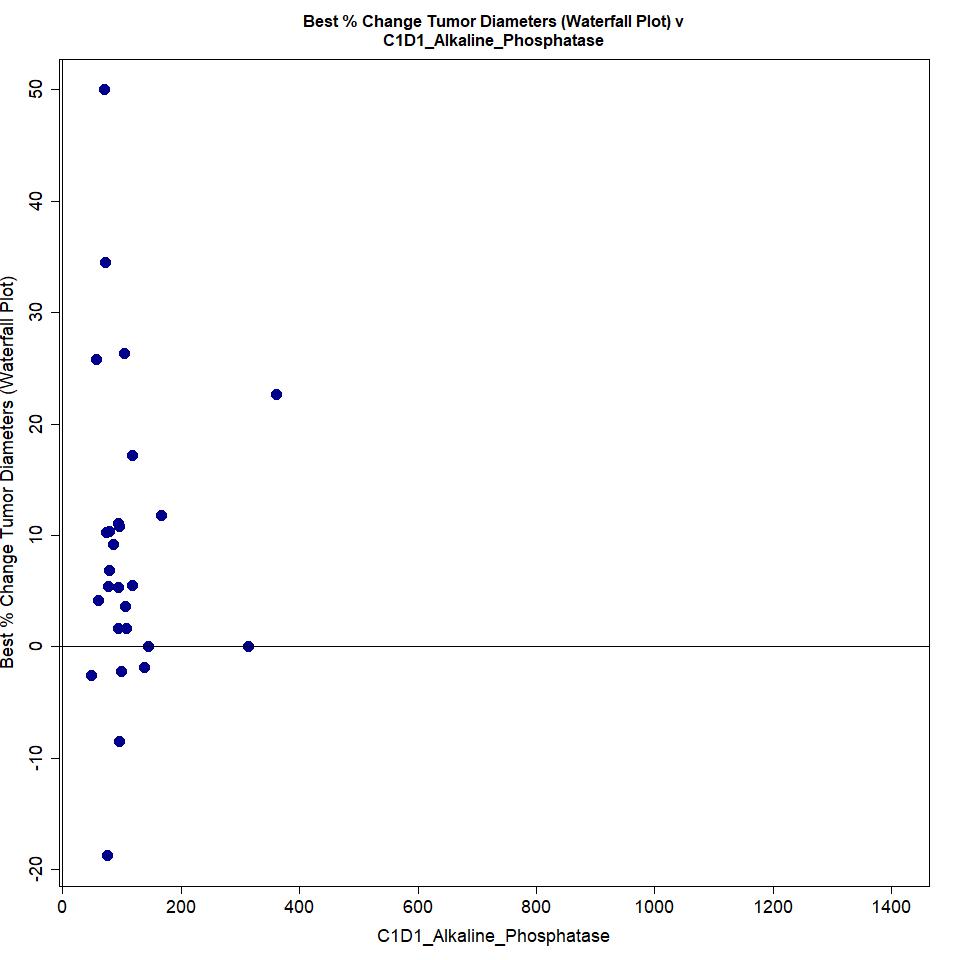 Best % Change Tumor Diameters (Waterfall Plot) v
C1D1_Alkaline_Phosphatase
50
40
30
20
10
0
-10
-20
Best % Change Tumor Diameters (Waterfall Plot)
0 200 400 600 800 1000 1200 1400
C1D1_Alkaline_Phosphatase